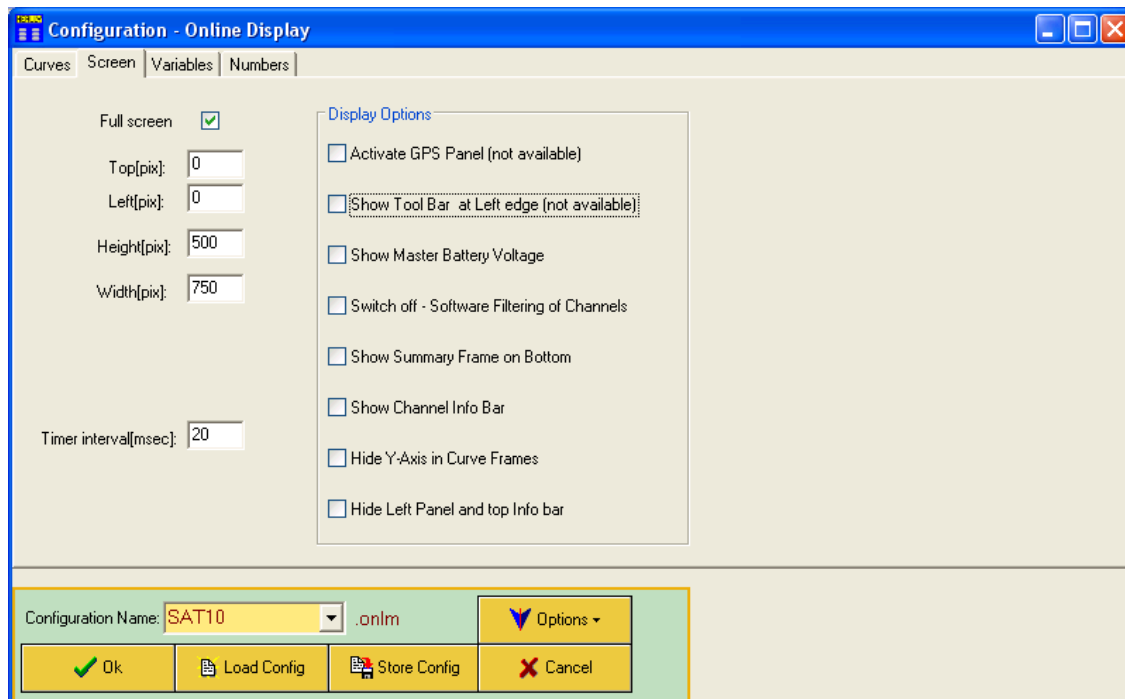 Configuration - Online Display
Curves Screen Variables Numbers
Full screen
Top[pix]: 0
Left[pix]: 0
Height[pix]: 500
Width[pix]: 750
Timer interval[msec]: 20
Display Options
Activate GPS Panel (not available)
Show Tool Bar at Left edge (not available)
Show Master Battery Voltage
Switch off - Software Filtering of Channels
Show Summary Frame on Bottom
Show Channel Info Bar
Hide Y-Axis in Curve Frames
Hide Left Panel and top Info bar
Configuration Name: SAT10 .onlm Options
Ok Load Config Store Config Cancel